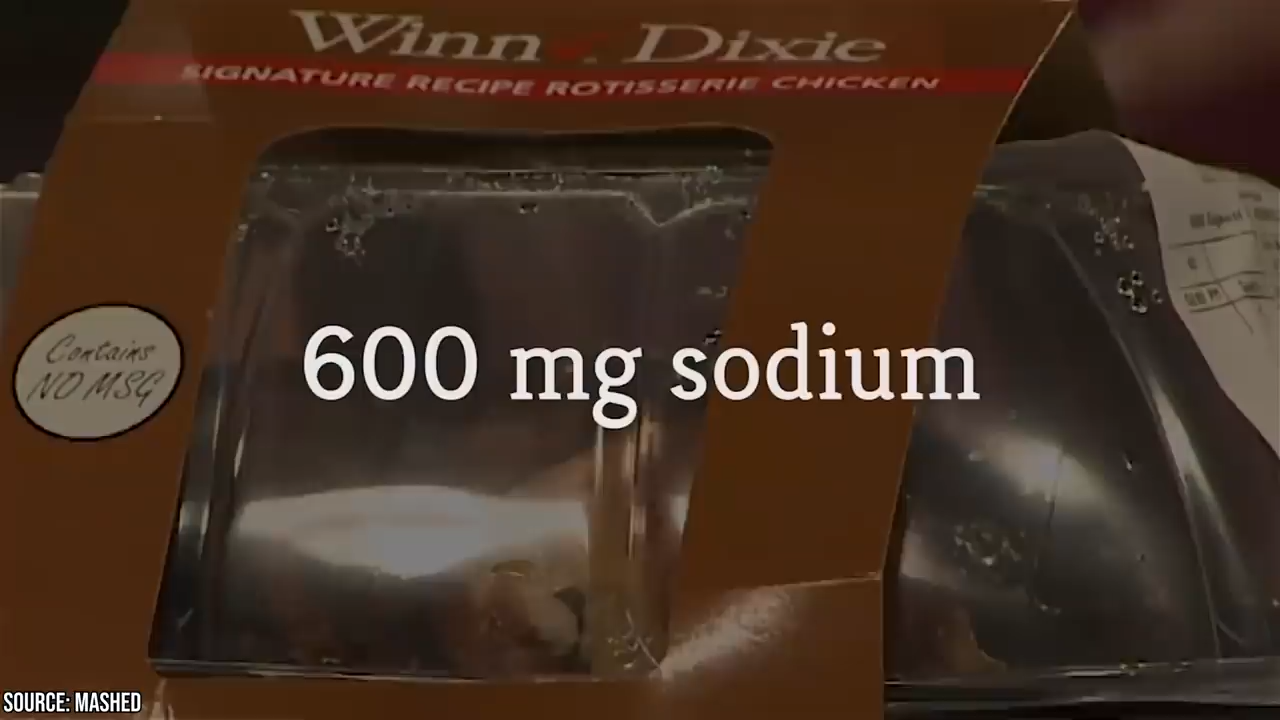 Winn Dixie
SIGNATURE RECIPE ROTISSERIE CHICKEN
Contains
NO MSG
600 mg sodium
SOURCE: MASHED